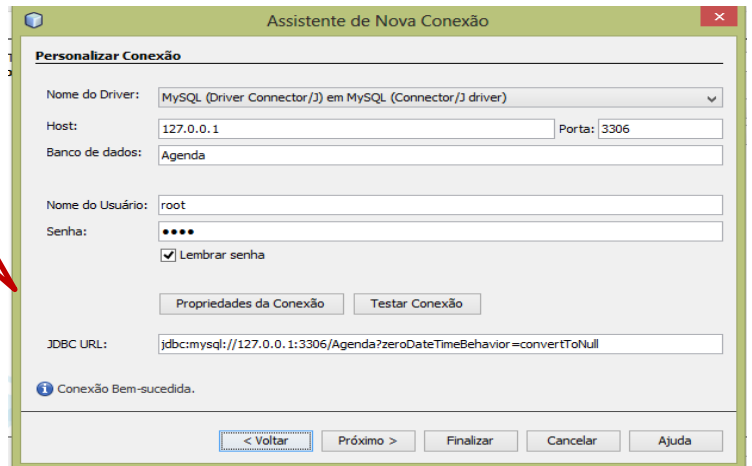 Assistente de Nova Conexão
Personalizar Conexão
Nome do Driver: MySQL (Driver Connector/J) em MySQL (Connector/J driver)
Host: 127.0.0.1 Porta: 3306
Banco de dados: Agenda
Nome do Usuário: root
Senha: ••••
Lembrar senha
Propriedades da Conexão Testar Conexão
JDBC URL: jdbc:mysql://127.0.0.1:3306/Agenda?zeroDateTimeBehavior=convertToNull
Conexão Bem-sucedida.
< Voltar Próximo > Finalizar Cancelar Ajuda